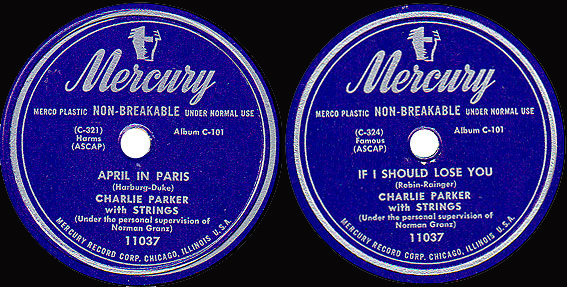 Mercury
MERCO PLASTIC NON-BREAKABLE UNDER NORMAL USE
(C-321)
Harms
(ASCAP)
Album C-101
APRIL IN PARIS
(Harburg-Duke)
CHARLIE PARKER
with STRINGS
(Under the personal supervision of
Norman Granz)
11037
MERCURY RECORD CORP. CHICAGO, ILLINOIS U.S.A.
Mercury
MERCO PLASTIC NON-BREAKABLE UNDER NORMAL USE
(C-324)
Famous
(ASCAP)
Album C-101
IF I SHOULD LOSE YOU
(Robin-Rainger)
CHARLIE PARKER
with STRINGS
(Under the personal supervision of
Norman Granz)
11037
MERCURY RECORD CORP. CHICAGO, ILLINOIS U.S.A.